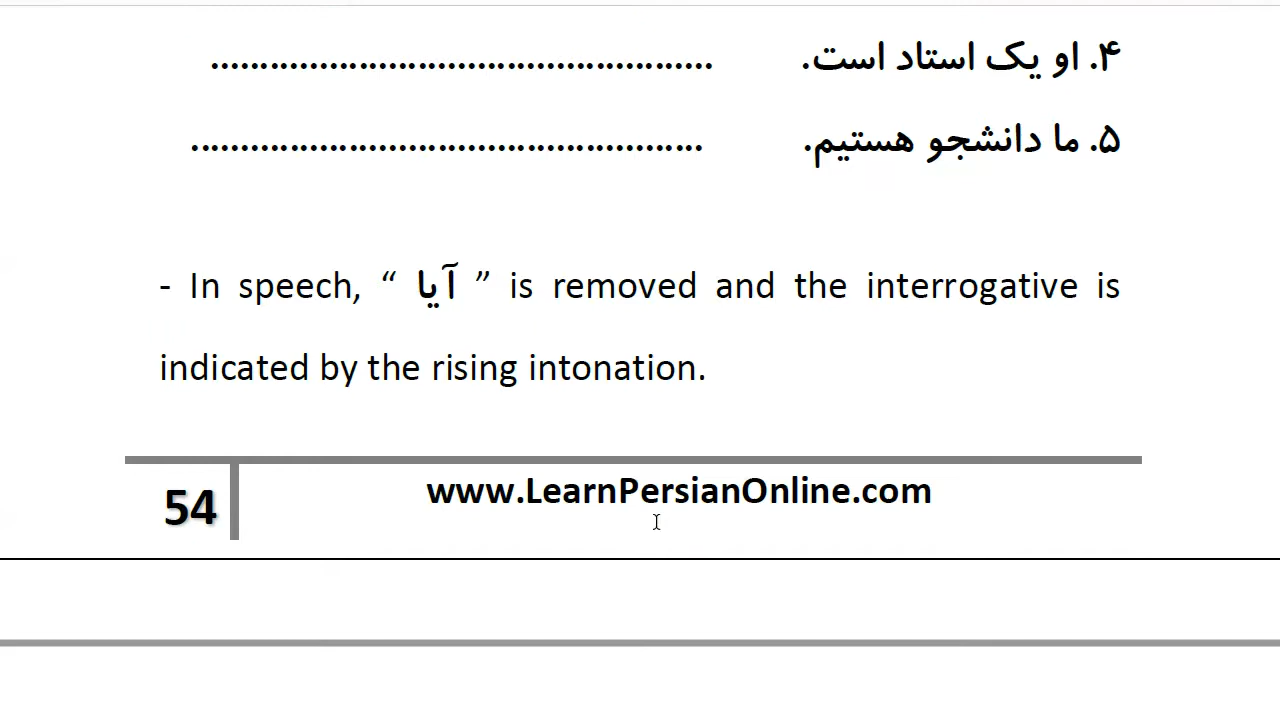 ۴. او یک استاد است. ..................................................
۵. ما دانشجو هستیم. ...................................................
- In speech, “ آیا ” is removed and the interrogative is
indicated by the rising intonation.
54
www.LearnPersianOnline.com